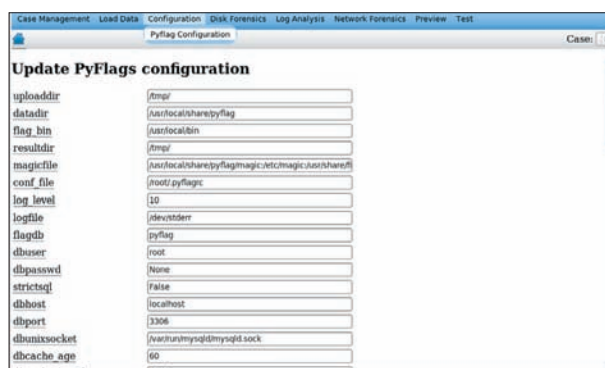 Case Management Load Data Configuration Disk Forensics Log Analysis Network Forensics Preview Test
Pyflag Configuration
Case:
Update PyFlags configuration
uploaddir /tmp/
datadir /usr/local/share/pyflag
flag_bin /usr/local/bin
resultdir /tmp/
magicfile /usr/local/share/pyflag/magic:/etc/magic:/usr/share/fi
conf_file /root/.pyflagrc
log_level 10
logfile /dev/stderr
flagdb pyflag
dbuser root
dbpasswd None
strictsql False
dbhost localhost
dbport 3306
dbunixsocket /var/run/mysqld/mysqld.sock
dbcache_age 60